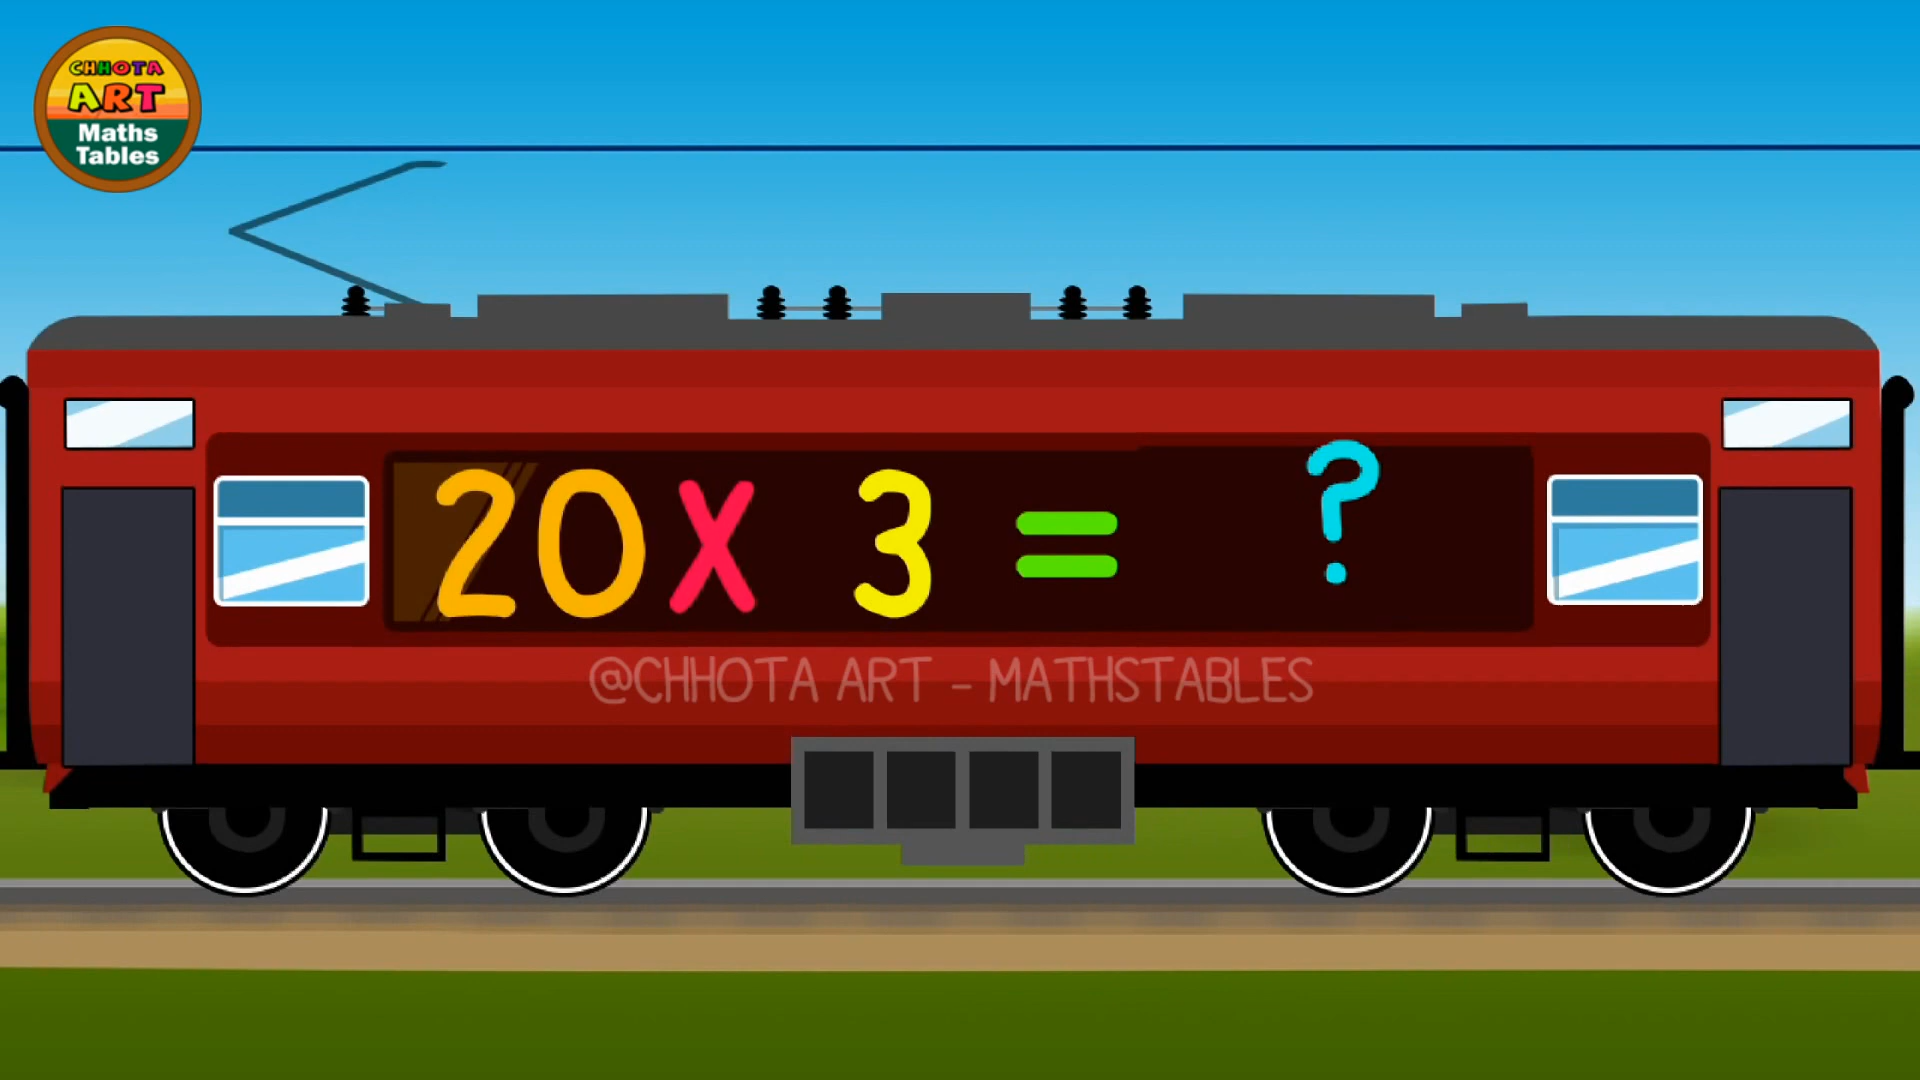 CHHOTA
ART
Maths
Tables
20X 3 = ?
@CHHOTA ART - MATHSTABLES